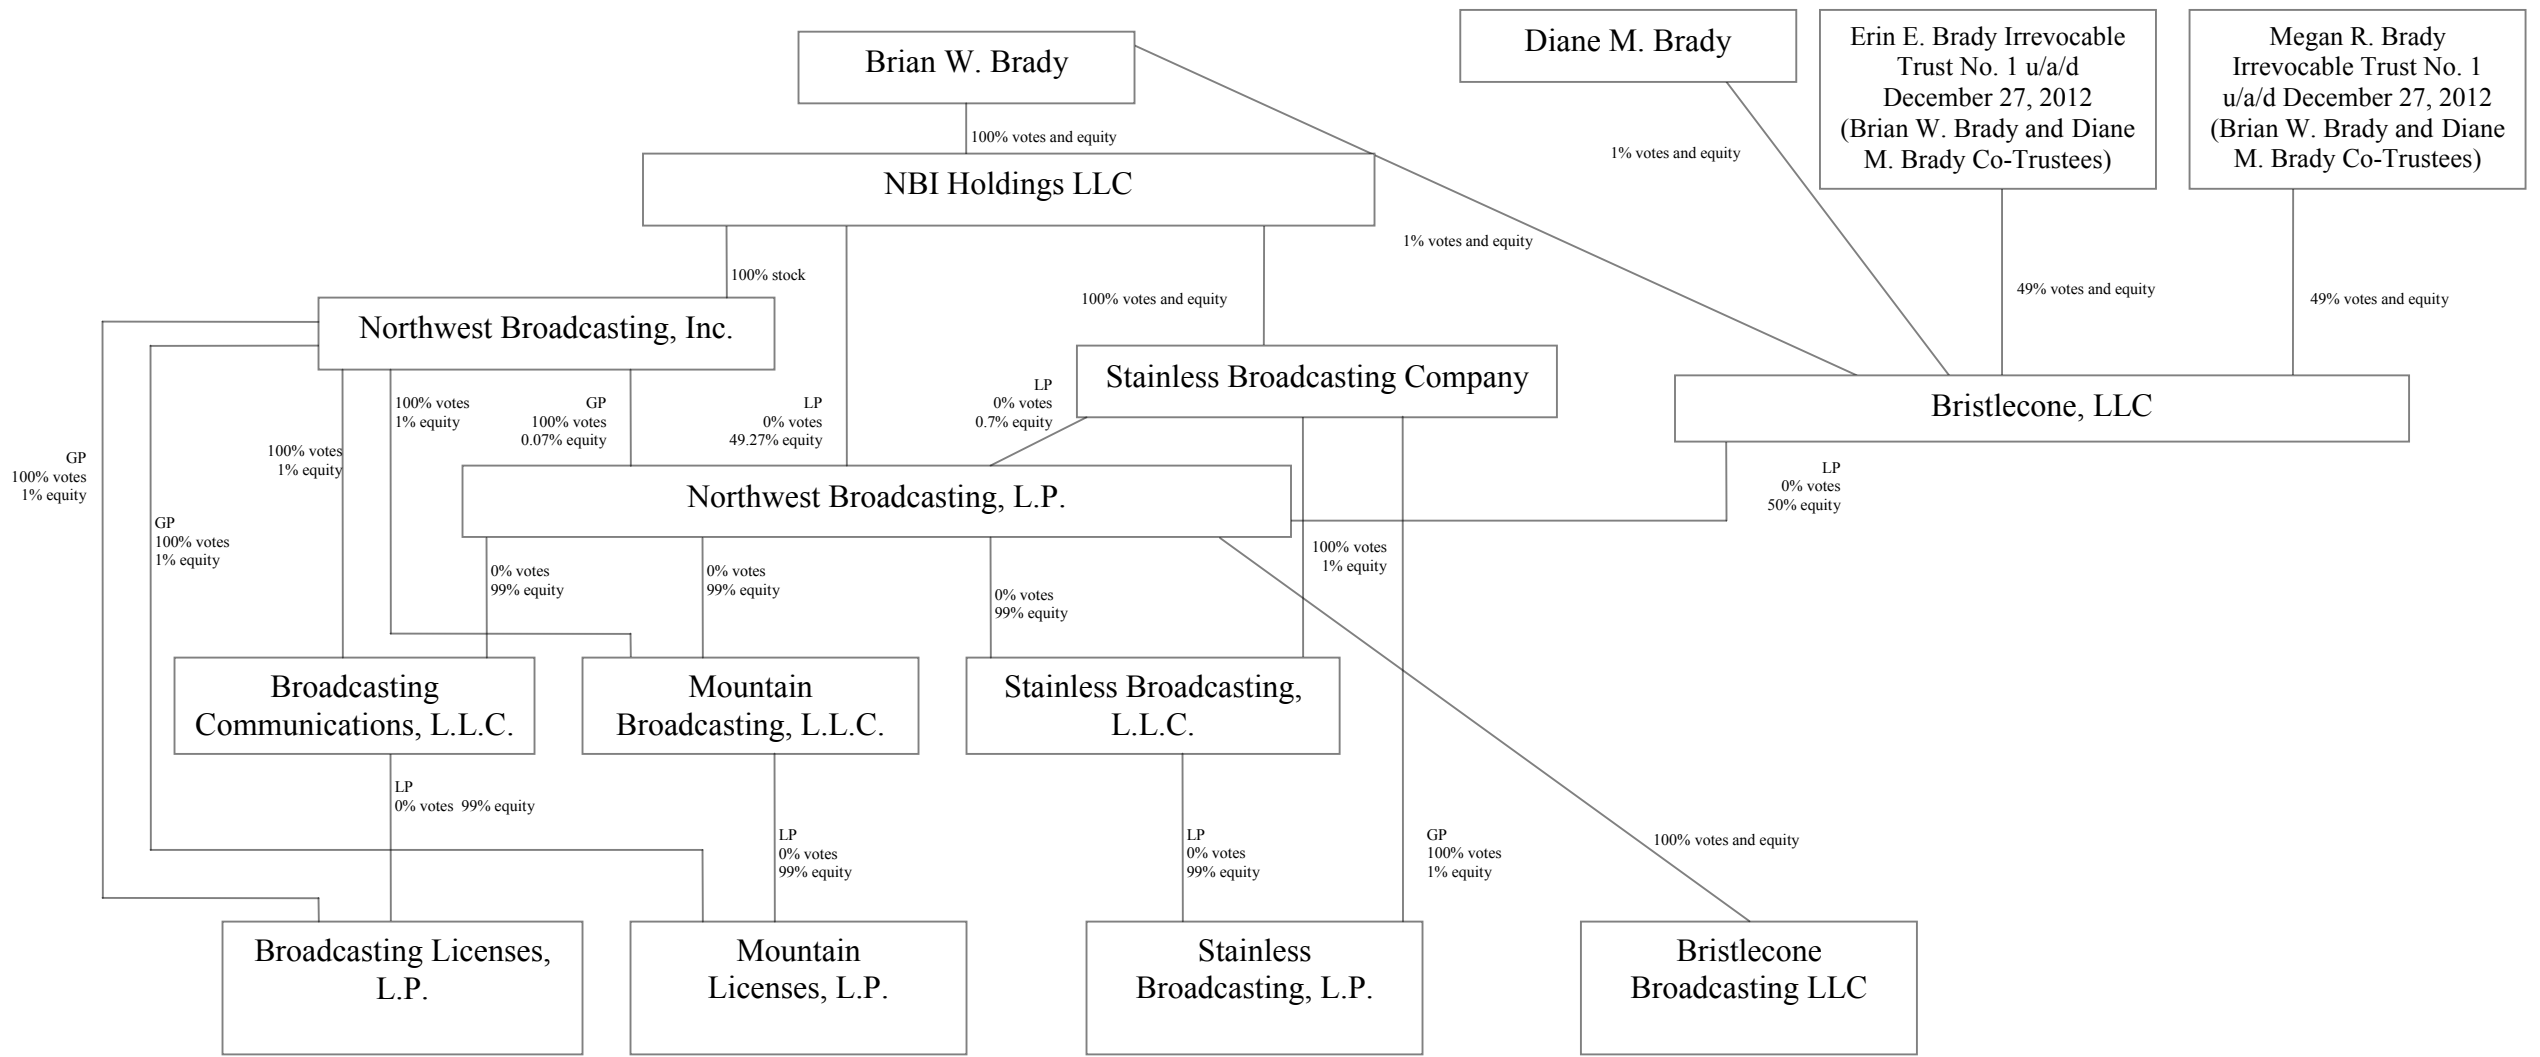 Brian W. Brady
Diane M. Brady
Erin E. Brady Irrevocable
Trust No. 1 u/a/d
December 27, 2012
(Brian W. Brady and Diane
M. Brady Co-Trustees)
Megan R. Brady
Irrevocable Trust No. 1
u/a/d December 27, 2012
(Brian W. Brady and Diane
M. Brady Co-Trustees)
100% votes and equity
1% votes and equity
NBI Holdings LLC
1% votes and equity
100% stock
100% votes and equity
49% votes and equity
49% votes and equity
Northwest Broadcasting, Inc.
Stainless Broadcasting Company
Bristlecone, LLC
100% votes
1% equity
GP
100% votes
0.07% equity
LP
0% votes
49.27% equity
LP
0% votes
0.7% equity
100% votes
1% equity
GP
100% votes
1% equity
LP
0% votes
50% equity
Northwest Broadcasting, L.P.
GP
100% votes
1% equity
0% votes
99% equity
0% votes
99% equity
0% votes
99% equity
100% votes
1% equity
Broadcasting
Communications, L.L.C.
Mountain
Broadcasting, L.L.C.
Stainless Broadcasting,
L.L.C.
LP
0% votes 99% equity
LP
0% votes
99% equity
LP
0% votes
99% equity
GP
100% votes
1% equity
100% votes and equity
Broadcasting Licenses,
L.P.
Mountain
Licenses, L.P.
Stainless
Broadcasting, L.P.
Bristlecone
Broadcasting LLC